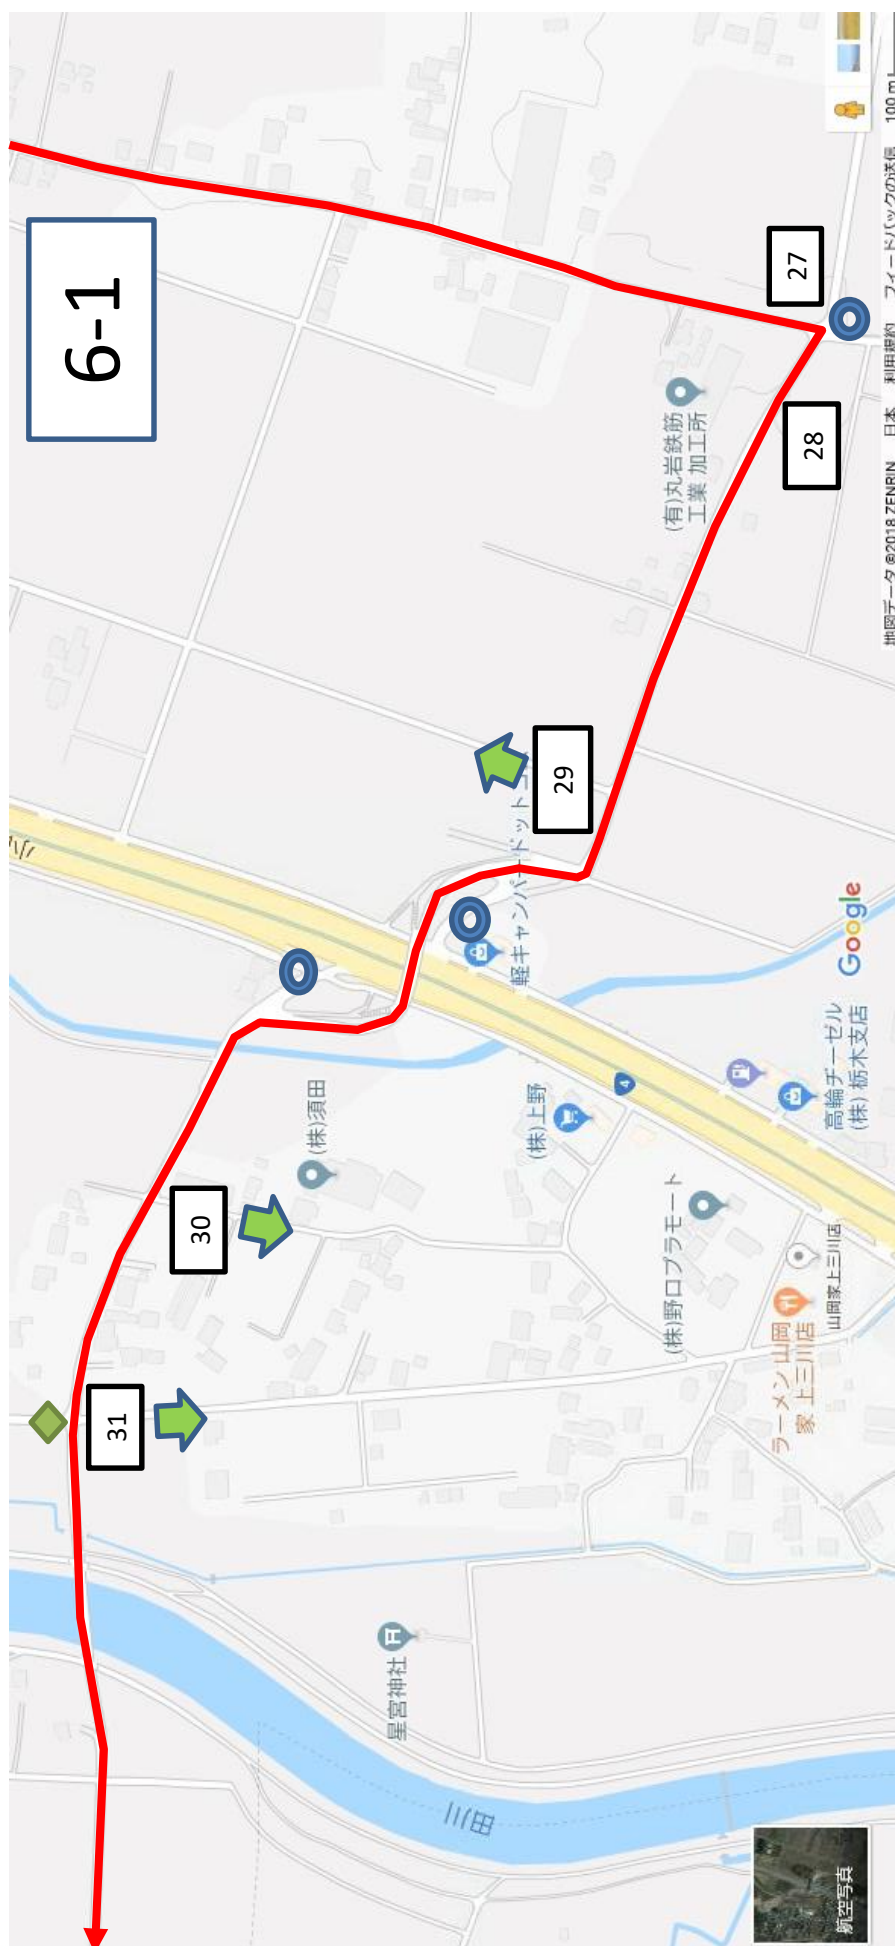 6-1
27
28
(有)丸岩鉄筋
工業 加工所
29
軽キャンパードットコム
小
30
(株)須田
(株)上野
4
31
(株)野口プラモート
高輪ヂーゼル
(株) 栃木支店
ラーメン 山岡
家 上三川店
山岡家上三川店
星宮神社
田川
Google
航空写真
地図データ ©2018 ZENRIN 日本 利用規約 フィードバックの送信 100 m